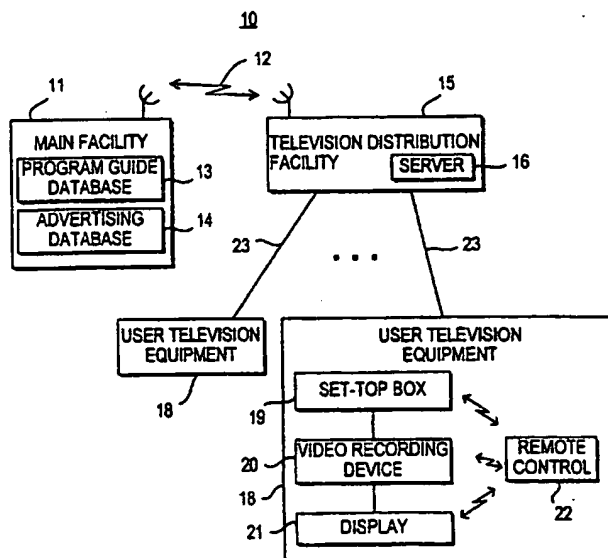 10
12
11
15
MAIN FACILITY
PROGRAM GUIDE
DATABASE
13
ADVERTISING
DATABASE
14
TELEVISION DISTRIBUTION
FACILITY
SERVER
16
23
23
USER TELEVISION
EQUIPMENT
18
USER TELEVISION
EQUIPMENT
SET-TOP BOX
19
VIDEO RECORDING
DEVICE
20
18
REMOTE
CONTROL
22
DISPLAY
21